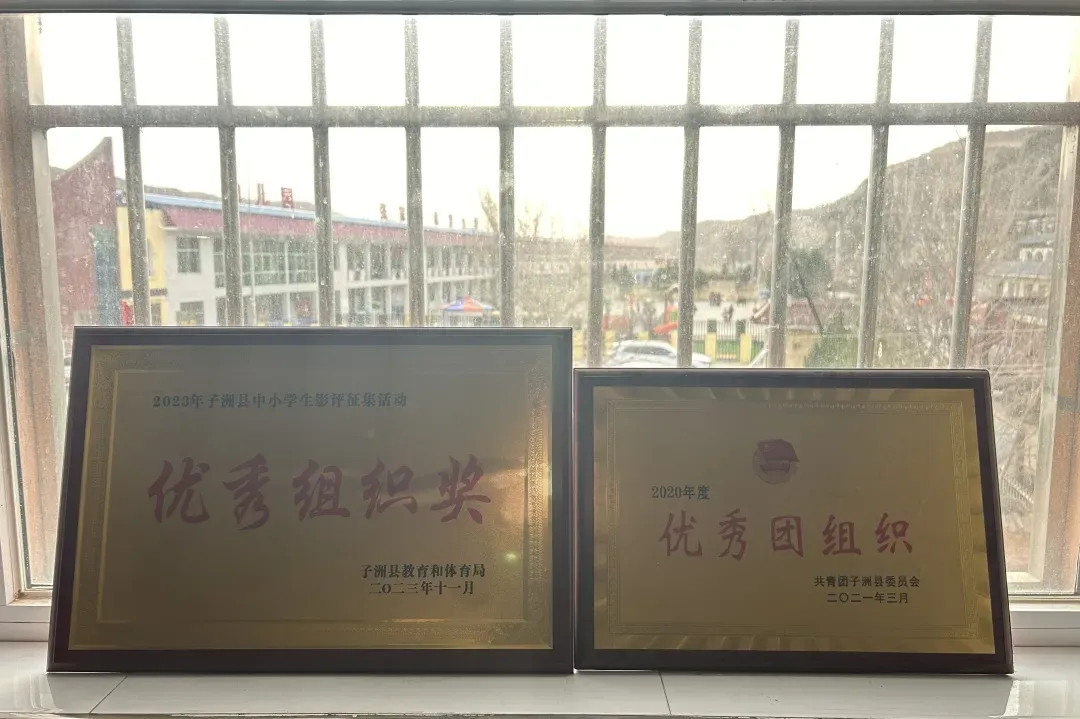 2023年子洲县中小学生影评征集活动
优秀组织奖
子洲县教育和体育局
二〇二三年十一月
2020年度
优秀团组织
共青团子洲县委员会
二〇二一年三月